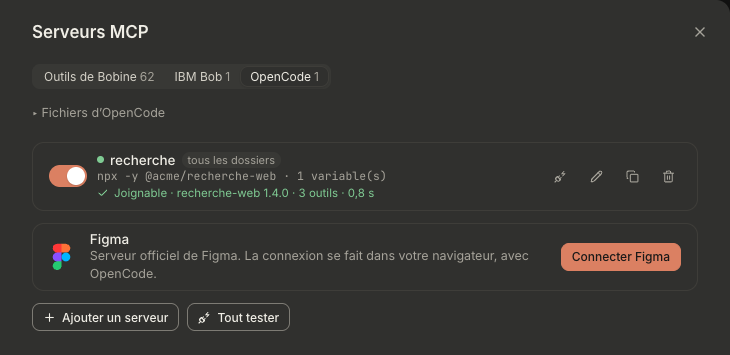 Serveurs MCP
Outils de Bobine 62 IBM Bob 1 OpenCode 1
Fichiers d’OpenCode
recherche tous les dossiers
npx -y @acme/recherche-web · 1 variable(s)
Joignable · recherche-web 1.4.0 · 3 outils · 0,8 s
Figma
Serveur officiel de Figma. La connexion se fait dans votre navigateur, avec
OpenCode.
Connecter Figma
Ajouter un serveur Tout tester